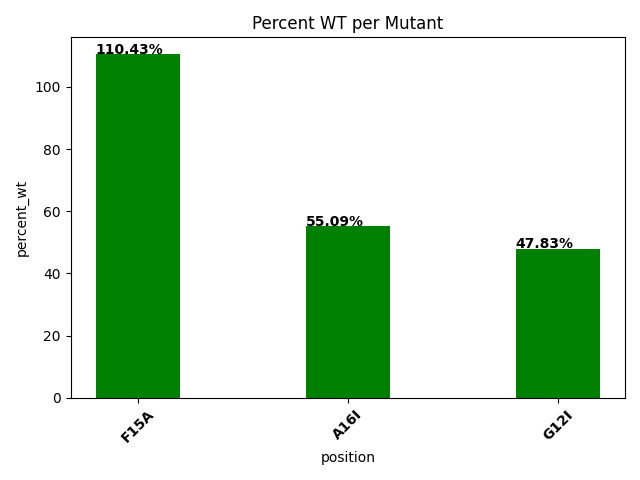 Percent WT per Mutant
110.43%
55.09%
47.83%
percent_wt
100
80
60
40
20
0
F15A
A16I
G12I
position